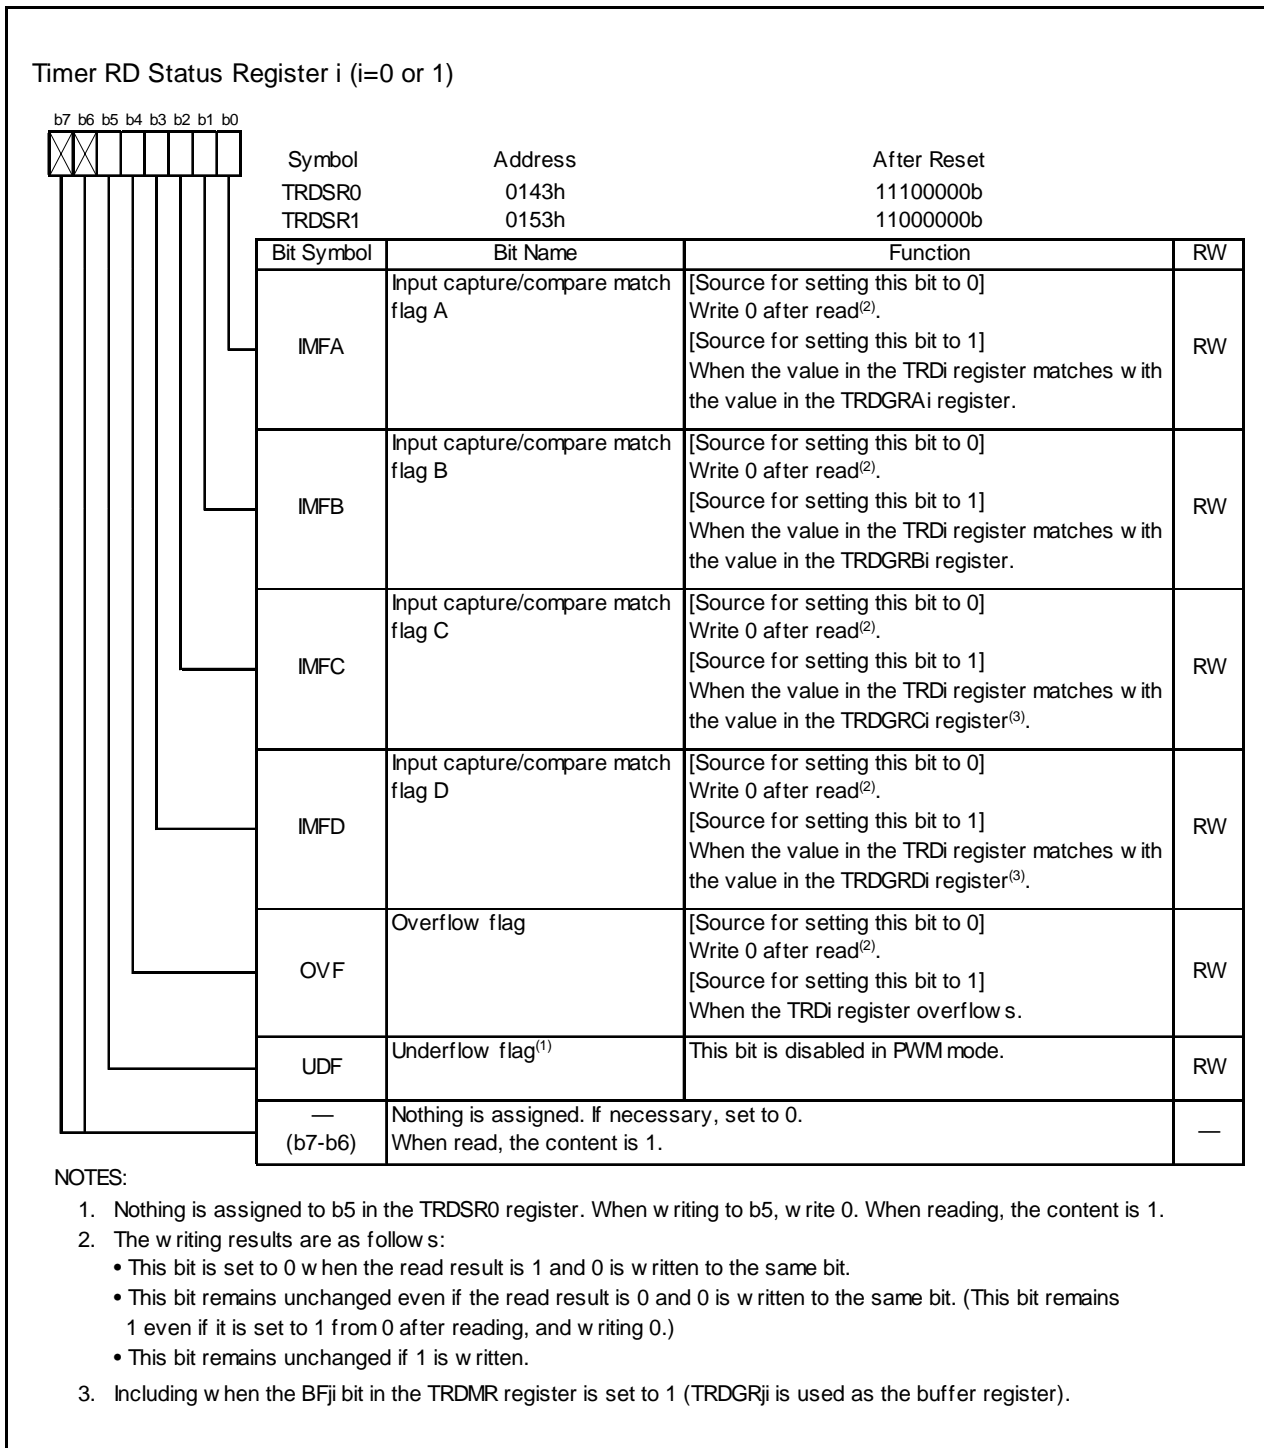 Timer RD Status Register i (i=0 or 1)
b7 b6 b5 b4 b3 b2 b1 b0
Symbol Address After Reset
TRDSR0 0143h 11100000b
TRDSR1 0153h 11000000b
Bit Symbol Bit Name Function RW
IMFA Input capture/compare match flag A [Source for setting this bit to 0] RW
Write 0 after read(2).
[Source for setting this bit to 1]
When the value in the TRDi register matches with
the value in the TRDGRAi register.
IMFB Input capture/compare match flag B [Source for setting this bit to 0] RW
Write 0 after read(2).
[Source for setting this bit to 1]
When the value in the TRDi register matches with
the value in the TRDGRBi register.
IMFC Input capture/compare match flag C [Source for setting this bit to 0] RW
Write 0 after read(2).
[Source for setting this bit to 1]
When the value in the TRDi register matches with
the value in the TRDGRCi register(3).
IMFD Input capture/compare match flag D [Source for setting this bit to 0] RW
Write 0 after read(2).
[Source for setting this bit to 1]
When the value in the TRDi register matches with
the value in the TRDGRDi register(3).
OVF Overflow flag [Source for setting this bit to 0] RW
Write 0 after read(2).
[Source for setting this bit to 1]
When the TRDi register overflows.
UDF Underflow flag(1) This bit is disabled in PWM mode. RW
— (b7-b6) Nothing is assigned. If necessary, set to 0. —
When read, the content is 1.
NOTES:
1. Nothing is assigned to b5 in the TRDSR0 register. When writing to b5, write 0. When reading, the content is 1.
2. The writing results are as follows:
• This bit is set to 0 when the read result is 1 and 0 is written to the same bit.
• This bit remains unchanged even if the read result is 0 and 0 is written to the same bit. (This bit remains
1 even if it is set to 1 from 0 after reading, and writing 0.)
• This bit remains unchanged if 1 is written.
3. Including when the BFji bit in the TRDMR register is set to 1 (TRDGRji is used as the buffer register).